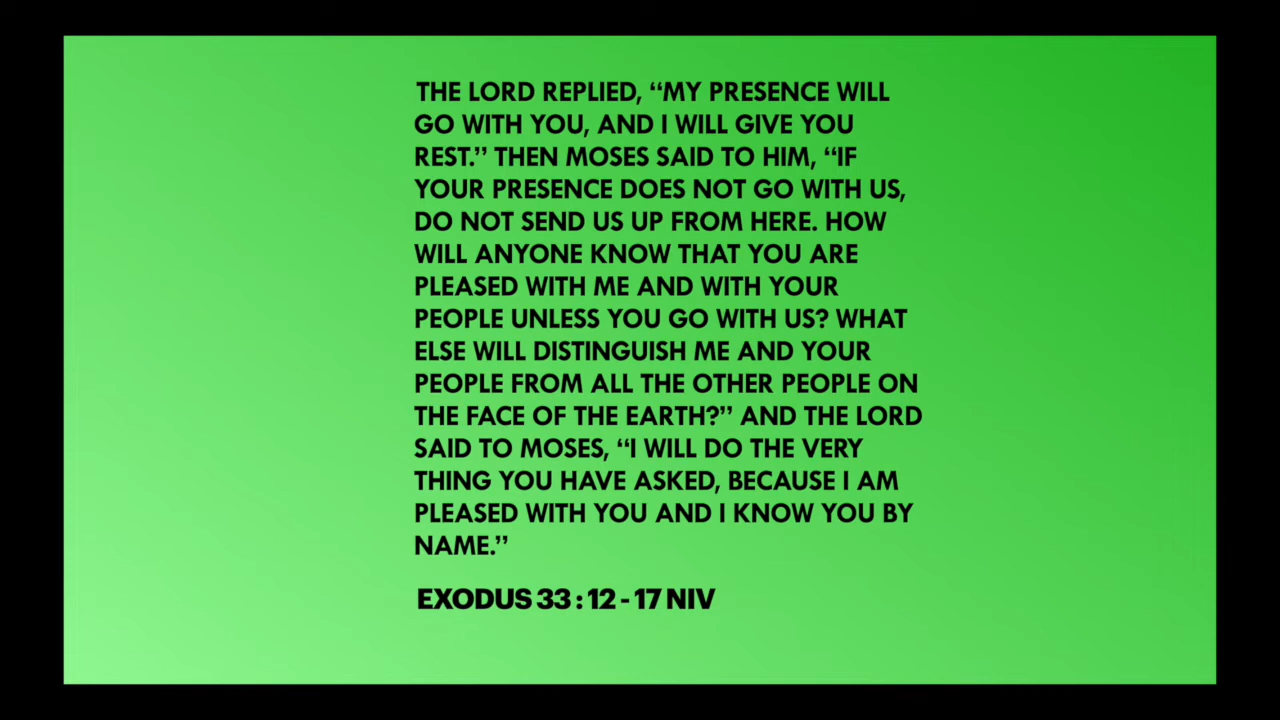 THE LORD REPLIED, “MY PRESENCE WILL
GO WITH YOU, AND I WILL GIVE YOU
REST.” THEN MOSES SAID TO HIM, “IF
YOUR PRESENCE DOES NOT GO WITH US,
DO NOT SEND US UP FROM HERE. HOW
WILL ANYONE KNOW THAT YOU ARE
PLEASED WITH ME AND WITH YOUR
PEOPLE UNLESS YOU GO WITH US? WHAT
ELSE WILL DISTINGUISH ME AND YOUR
PEOPLE FROM ALL THE OTHER PEOPLE ON
THE FACE OF THE EARTH?” AND THE LORD
SAID TO MOSES, “I WILL DO THE VERY
THING YOU HAVE ASKED, BECAUSE I AM
PLEASED WITH YOU AND I KNOW YOU BY
NAME.”
EXODUS 33 : 12 - 17 NIV